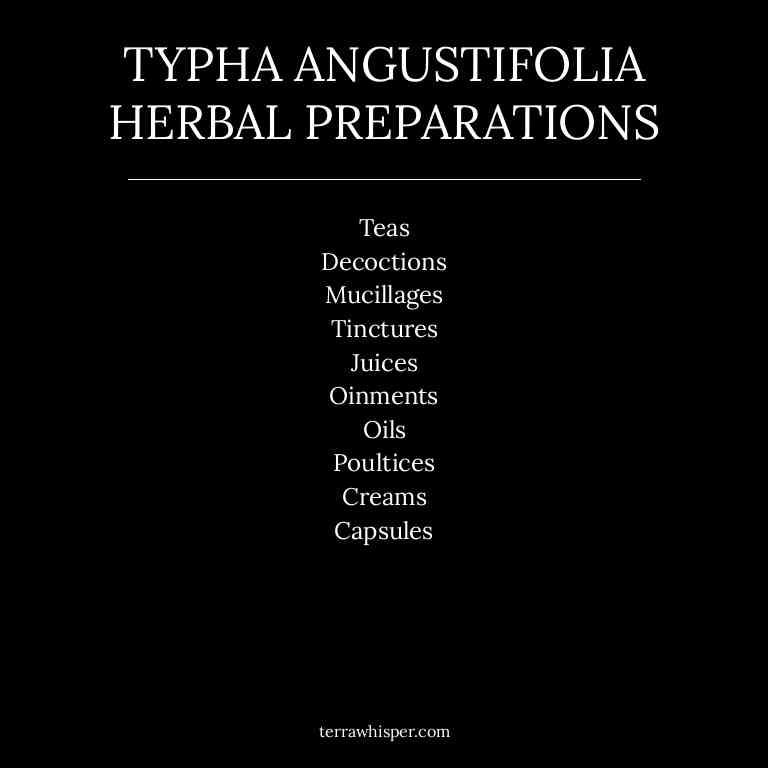 TYPHA ANGUSTIFOLIA
HERBAL PREPARATIONS
Teas
Decoctions
Mucillages
Tinctures
Juices
Oinments
Oils
Poultices
Creams
Capsules
terrawhisper.com